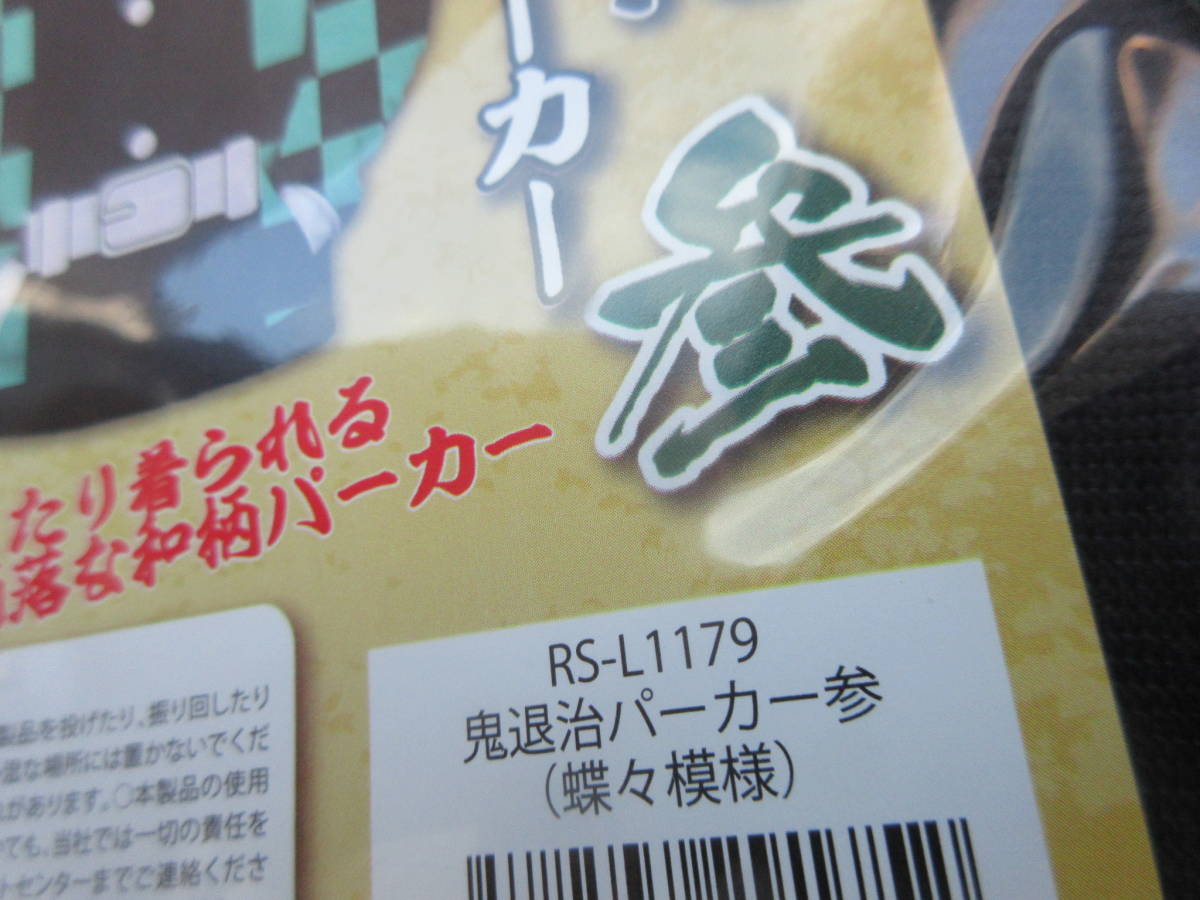 ーカー
参
たり着られる
落な和柄パーカー
製品を投げたり、振り回したり
な場所には置かないでくだ
があります。○本製品の使用
ても、当社では一切の責任を
トセンターまでご連絡くださ
RS-L1179
鬼退治パーカー参
(蝶々模様)